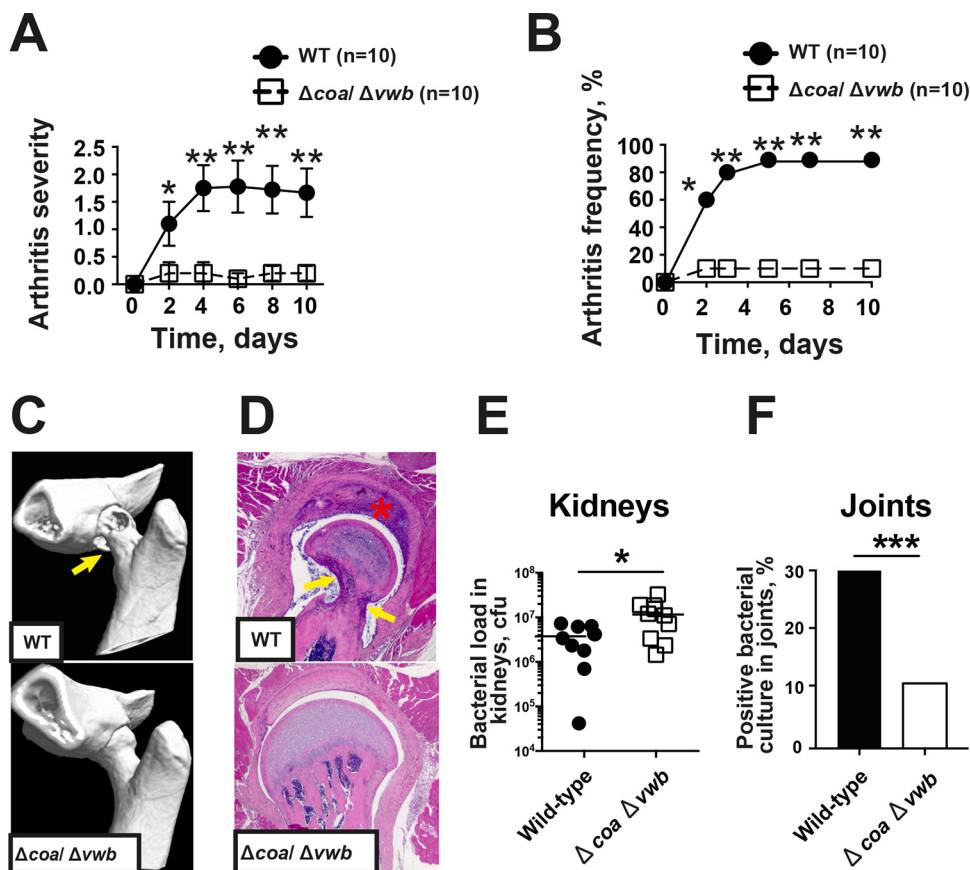 A
WT (n=10)
Δcoa/ Δvwb (n=10)
Arthritis severity
2.5
2.0
1.5
1.0
0.5
0.0
* ** ** ** **
0 2 4 6 8 10
Time, days
B
WT (n=10)
Δcoa/ Δvwb (n=10)
Arthritis frequency, %
100
80
60
40
20
0
* ** ** ** **
0 2 4 6 8 10
Time, days
C
WT
Δcoa/ Δvwb
D
*
WT
Δcoa/ Δvwb
E
Kidneys
*
Bacterial load in
kidneys, cfu
10⁸
10⁷
10⁶
10⁵
10⁴
Wild-type
Δ coa Δ vwb
F
Joints
***
Positive bacterial
culture in joints, %
30
20
10
0
Wild-type
Δ coa Δ vwb